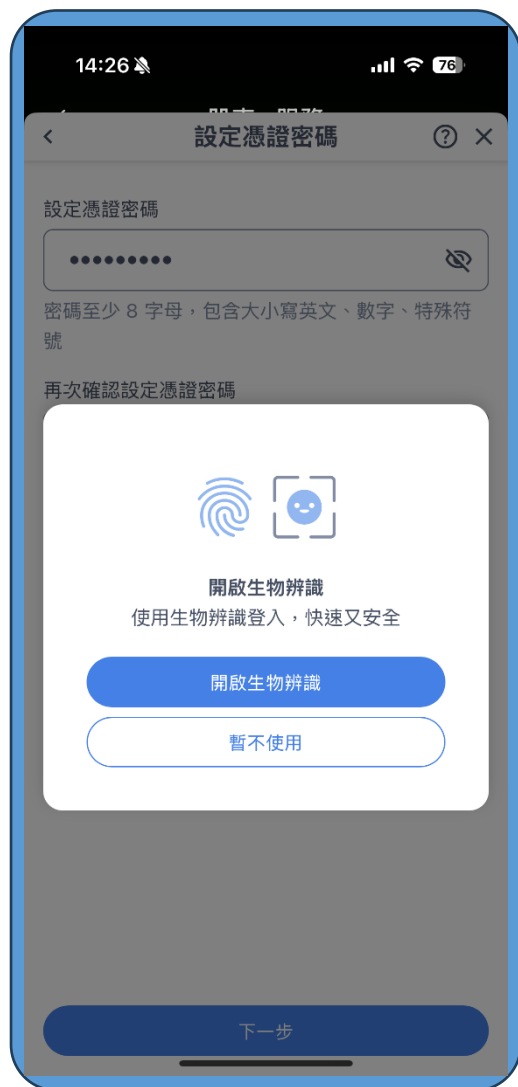 14:26
76
設定憑證密碼
設定憑證密碼
•••••••••
密碼至少 8 字母，包含大小寫英文、數字、特殊符
號
再次確認設定憑證密碼
開啟生物辨識
使用生物辨識登入，快速又安全
開啟生物辨識
暫不使用
下一步